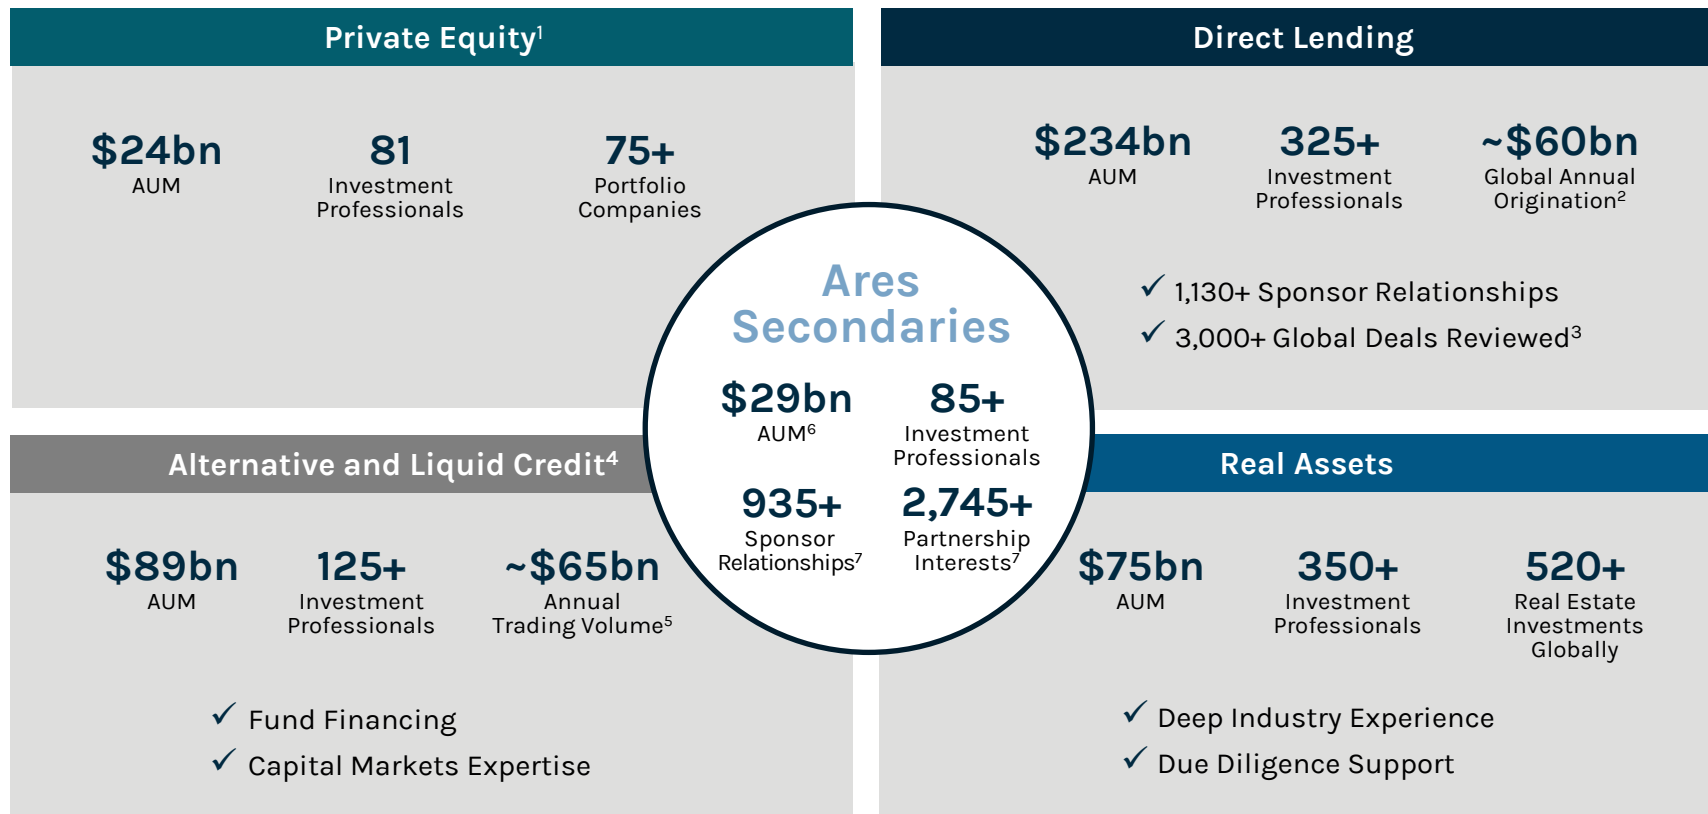 Private Equity¹
$24bn
AUM
81
Investment
Professionals
75+
Portfolio
Companies
Direct Lending
$234bn
AUM
325+
Investment
Professionals
~$60bn
Global Annual
Origination²
✓ 1,130+ Sponsor Relationships
✓ 3,000+ Global Deals Reviewed³
Ares
Secondaries
$29bn
AUM⁶
85+
Investment
Professionals
935+
Sponsor
Relationships⁷
2,745+
Partnership
Interests⁷
Alternative and Liquid Credit⁴
$89bn
AUM
125+
Investment
Professionals
~$65bn
Annual
Trading Volume⁵
✓ Fund Financing
✓ Capital Markets Expertise
Real Assets
$75bn
AUM
350+
Investment
Professionals
520+
Real Estate
Investments
Globally
✓ Deep Industry Experience
✓ Due Diligence Support